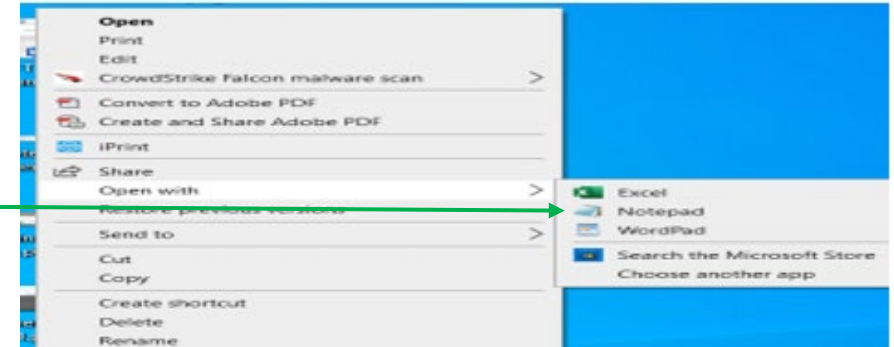 Open
Print
Edit
CrowdStrike Falcon malware scan
Convert to Adobe PDF
Create and Share Adobe PDF
iPrint
Share
Open with
Restore previous versions
Send to
Cut
Copy
Create shortcut
Delete
Rename
Excel
Notepad
WordPad
Search the Microsoft Store
Choose another app